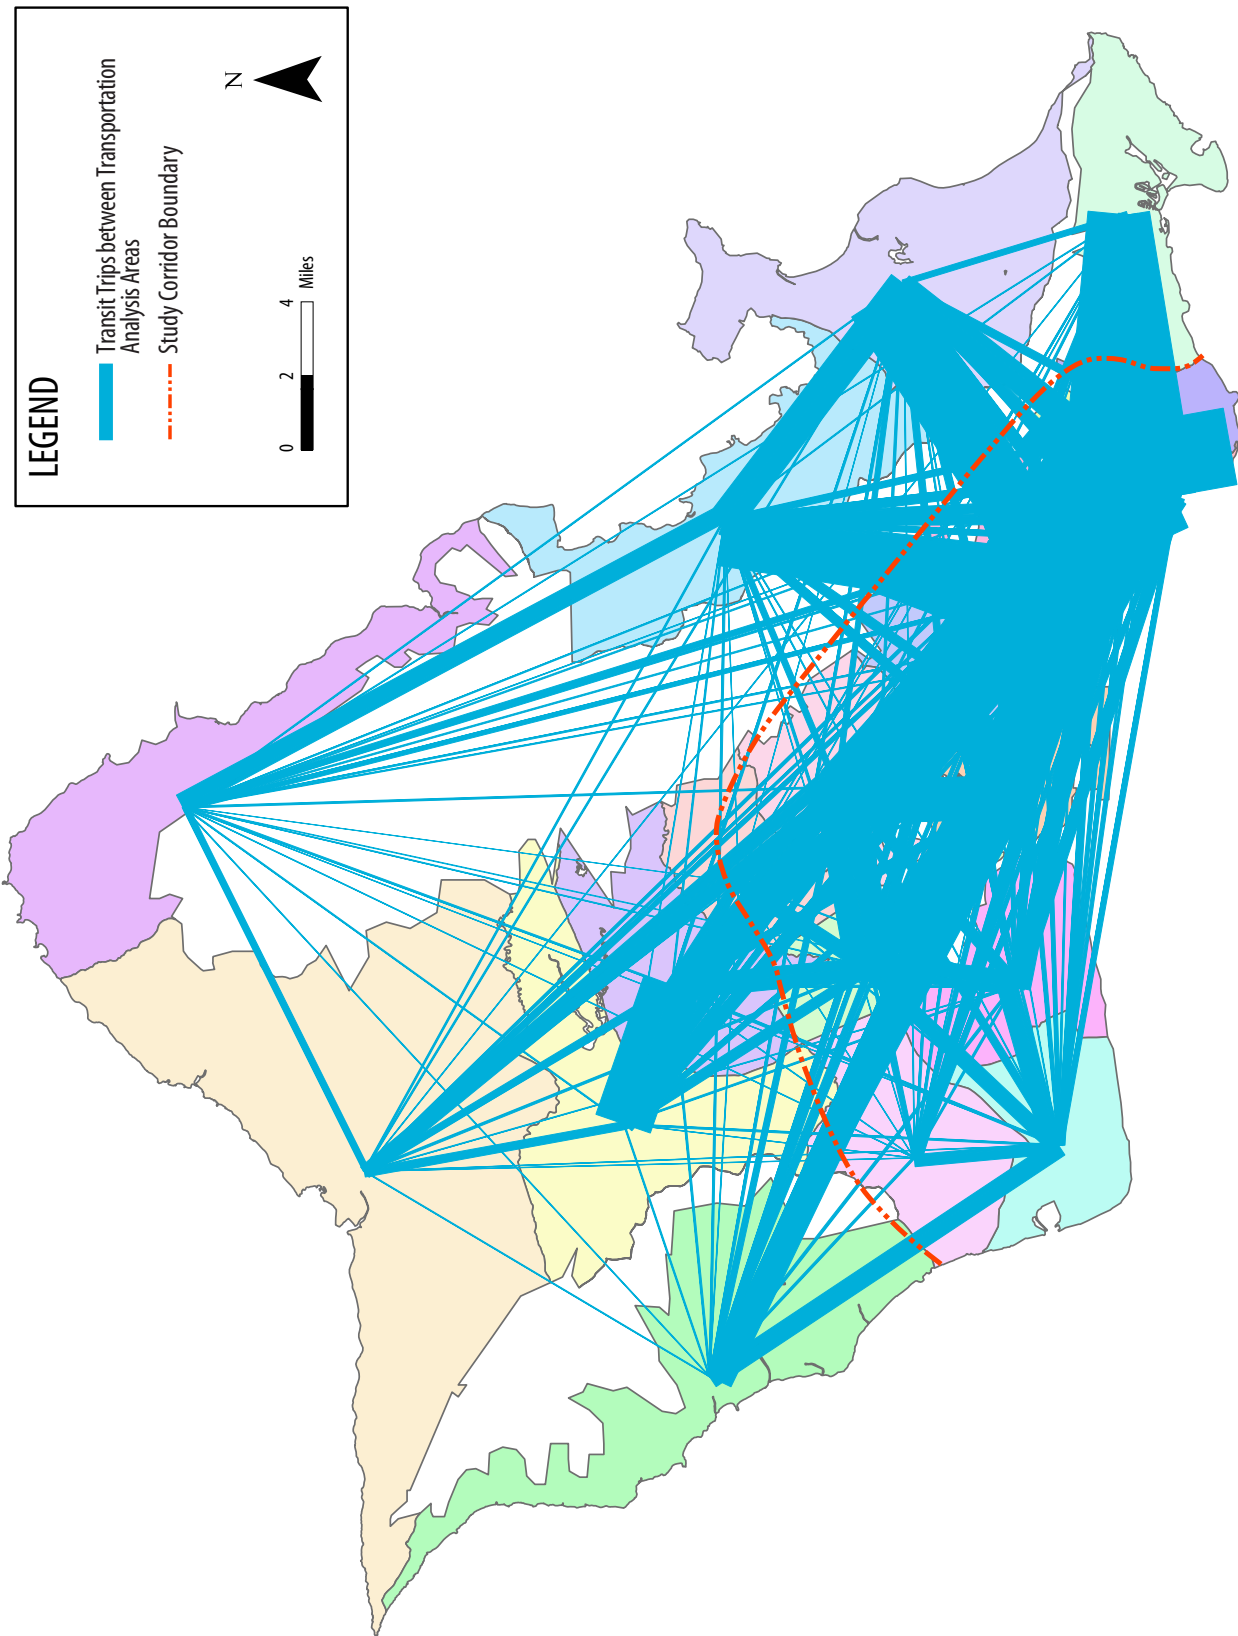 LEGEND
Transit Trips between Transportation
Analysis Areas
Study Corridor Boundary
0 2 4
Miles
N